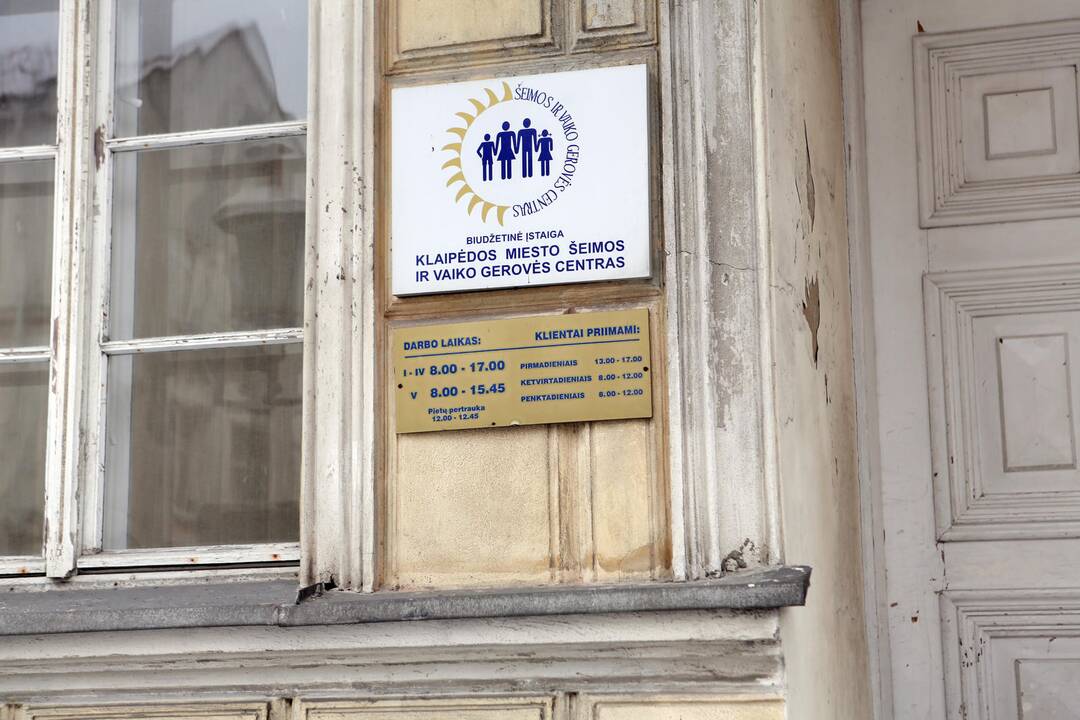 ŠEIMOS IR VAIKO GEROVĖS CENTRAS
BIUDŽETINĖ ĮSTAIGA
KLAIPĖDOS MIESTO ŠEIMOS
IR VAIKO GEROVĖS CENTRAS
DARBO LAIKAS:
I - IV 8.00 - 17.00
V 8.00 - 15.45
Pietų pertrauka
12.00 - 12.45
KLIENTAI PRIIMAMI:
PIRMADIENIAIS 13.00 - 17.00
KETVIRTADIENIAIS 8.00 - 12.00
PENKTADIENIAIS 8.00 - 12.00